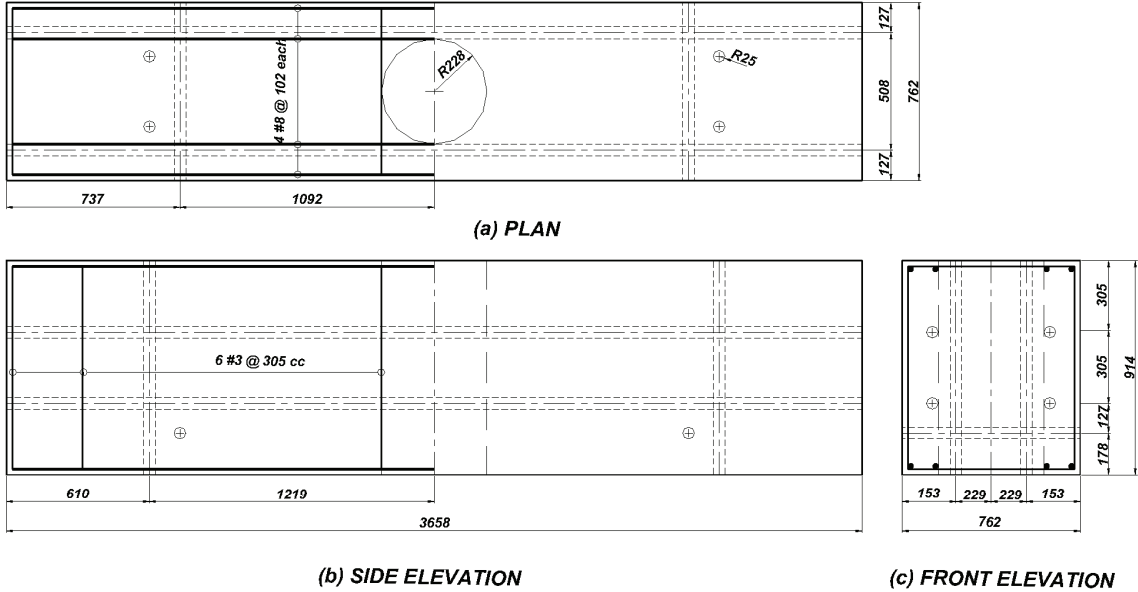 127
R228
R25
4 #8 @ 102 each
508
762
127
737
1092
(a) PLAN
6 #3 @ 305 cc
305
305
914
127
178
610
1219
153
229
229
153
3658
762
(b) SIDE ELEVATION
(c) FRONT ELEVATION